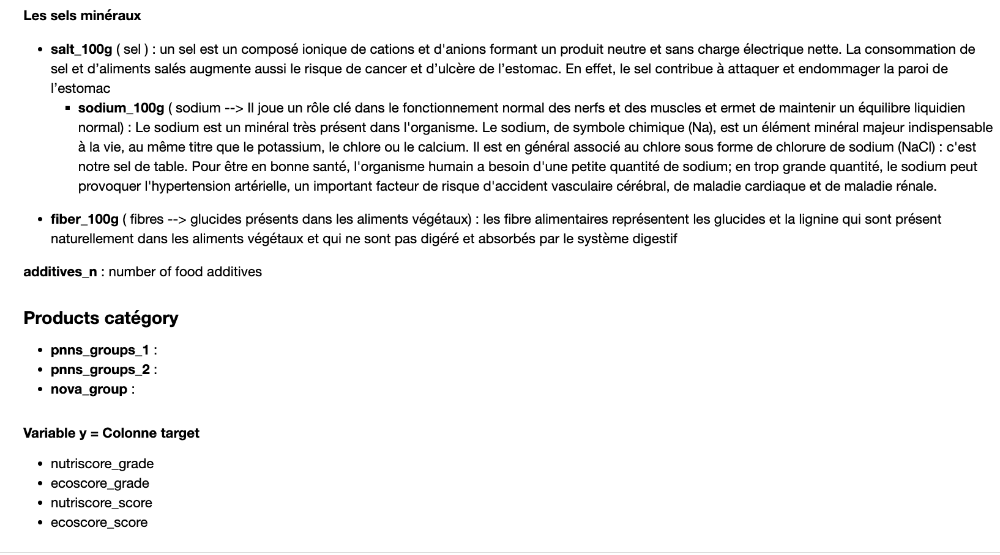 Les sels minéraux
• salt_100g ( sel ) : un sel est un composé ionique de cations et d'anions formant un produit neutre et sans charge électrique nette. La consommation de
sel et d’aliments salés augmente aussi le risque de cancer et d’ulcère de l’estomac. En effet, le sel contribue à attaquer et endommager la paroi de
l’estomac
▪ sodium_100g ( sodium --> Il joue un rôle clé dans le fonctionnement normal des nerfs et des muscles et ermet de maintenir un équilibre liquidien
normal) : Le sodium est un minéral très présent dans l'organisme. Le sodium, de symbole chimique (Na), est un élément minéral majeur indispensable
à la vie, au même titre que le potassium, le chlore ou le calcium. Il est en général associé au chlore sous forme de chlorure de sodium (NaCl) : c'est
notre sel de table. Pour être en bonne santé, l'organisme humain a besoin d'une petite quantité de sodium; en trop grande quantité, le sodium peut
provoquer l'hypertension artérielle, un important facteur de risque d'accident vasculaire cérébral, de maladie cardiaque et de maladie rénale.
• fiber_100g ( fibres --> glucides présents dans les aliments végétaux) : les fibre alimentaires représentent les glucides et la lignine qui sont présent
naturellement dans les aliments végétaux et qui ne sont pas digéré et absorbés par le système digestif
additives_n : number of food additives
Products catégory
• pnns_groups_1 :
• pnns_groups_2 :
• nova_group :
Variable y = Colonne target
• nutriscore_grade
• ecoscore_grade
• nutriscore_score
• ecoscore_score